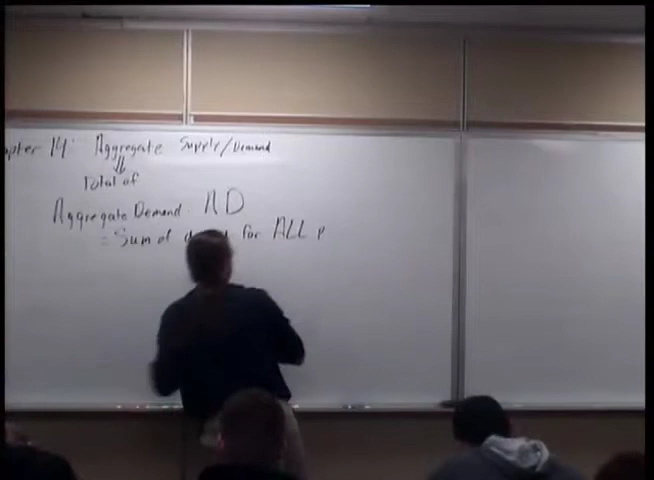 pter 14: Aggregate Supply/Demand
Total of
Aggregate Demand. AD
= Sum of d for ALL p